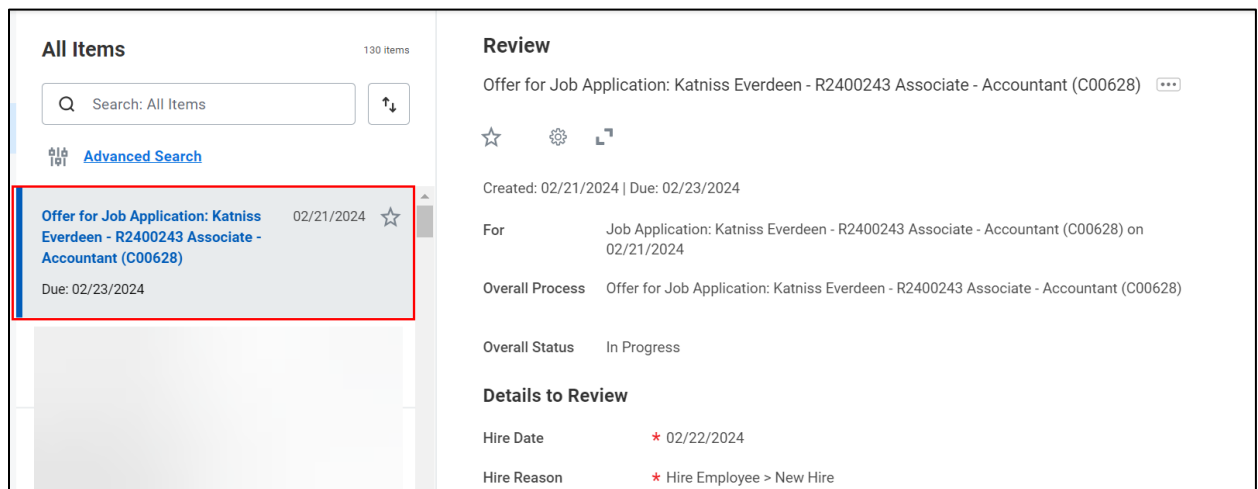 All Items
130 items
Search: All Items
Advanced Search
Offer for Job Application: Katniss
Everdeen - R2400243 Associate -
Accountant (C00628)
02/21/2024
Due: 02/23/2024
Review
Offer for Job Application: Katniss Everdeen - R2400243 Associate - Accountant (C00628)
Created: 02/21/2024 | Due: 02/23/2024
For
Job Application: Katniss Everdeen - R2400243 Associate - Accountant (C00628) on
02/21/2024
Overall Process
Offer for Job Application: Katniss Everdeen - R2400243 Associate - Accountant (C00628)
Overall Status
In Progress
Details to Review
Hire Date
* 02/22/2024
Hire Reason
* Hire Employee > New Hire